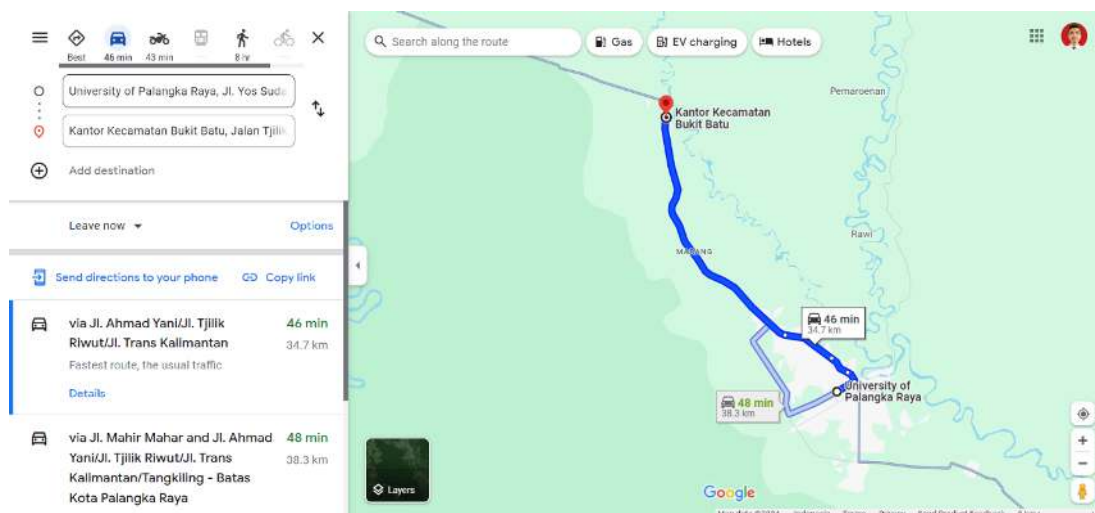 Best
46 min
43 min
8 hr
University of Palangka Raya, Jl. Yos Suda
Kantor Kecamatan Bukit Batu, Jalan Tjilik
Add destination
Leave now
Options
Send directions to your phone
Copy link
via Jl. Ahmad Yani/Jl. Tjilik
Riwut/Jl. Trans Kalimantan
46 min
34.7 km
Fastest route, the usual traffic
Details
via Jl. Mahir Mahar and Jl. Ahmad
Yani/Jl. Tjilik Riwut/Jl. Trans
Kalimantan/Tangkiling - Batas
Kota Palangka Raya
48 min
38.3 km
Search along the route
Gas
EV charging
Hotels
Pemaroenan
Kantor Kecamatan
Bukit Batu
Rawi
MARANG
46 min
34.7 km
University of
Palangka Raya
48 min
38.3 km
Layers
Google